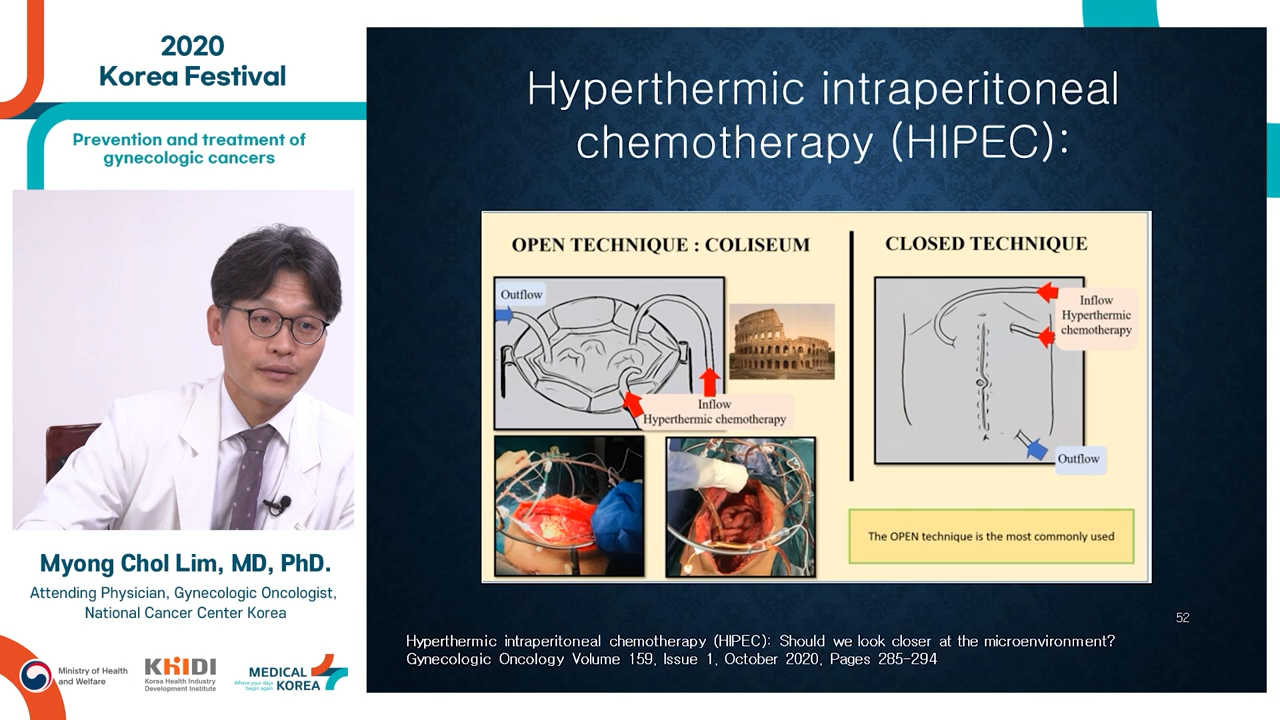 2020
Korea Festival
Prevention and treatment of
gynecologic cancers
Myong Chol Lim, MD, PhD.
Attending Physician, Gynecologic Oncologist,
National Cancer Center Korea
Ministry of Health
and Welfare
KHIDI
Korea Health Industry
Development Institute
MEDICAL
KOREA
Where your days
begin again
Hyperthermic intraperitoneal
chemotherapy (HIPEC):
OPEN TECHNIQUE : COLISEUM
Outflow
Inflow
Hyperthermic chemotherapy
CLOSED TECHNIQUE
Inflow
Hyperthermic
chemotherapy
Outflow
The OPEN technique is the most commonly used
52
Hyperthermic intraperitoneal chemotherapy (HIPEC): Should we look closer at the microenvironment?
Gynecologic Oncology Volume 159, Issue 1, October 2020, Pages 285-294